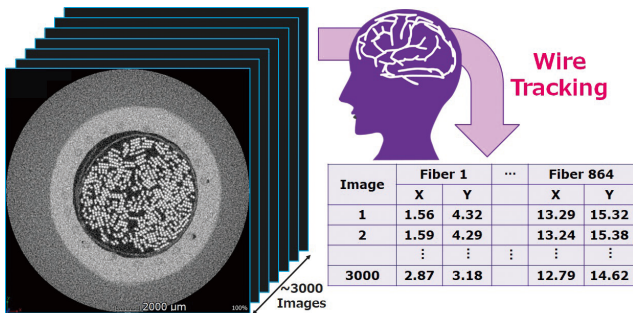 2000 μm
100%
~3000
Images
Wire
Tracking
Image Fiber 1 ··· Fiber 864
X Y X Y
1 1.56 4.32 13.29 15.32
2 1.59 4.29 13.24 15.38
⋮ ⋮ ⋮ ⋮ ⋮
3000 2.87 3.18 12.79 14.62